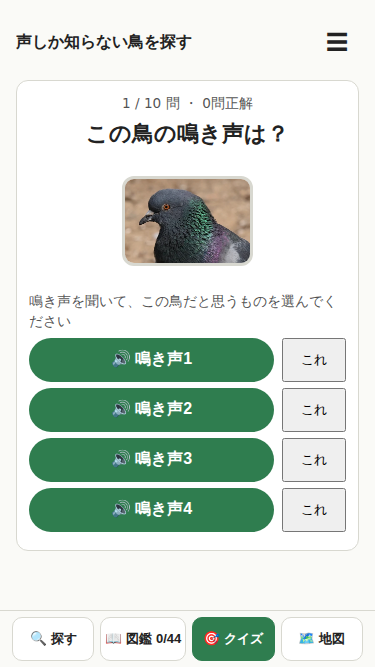 声しか知らない鳥を探す
1 / 10 問 ・ 0問正解
この鳥の鳴き声は？
鳴き声を聞いて、この鳥だと思うものを選んでく
ださい
🔊 鳴き声1 これ
🔊 鳴き声2 これ
🔊 鳴き声3 これ
🔊 鳴き声4 これ
🔍 探す 📖 図鑑 0/44 🎯 クイズ 🗺️ 地図